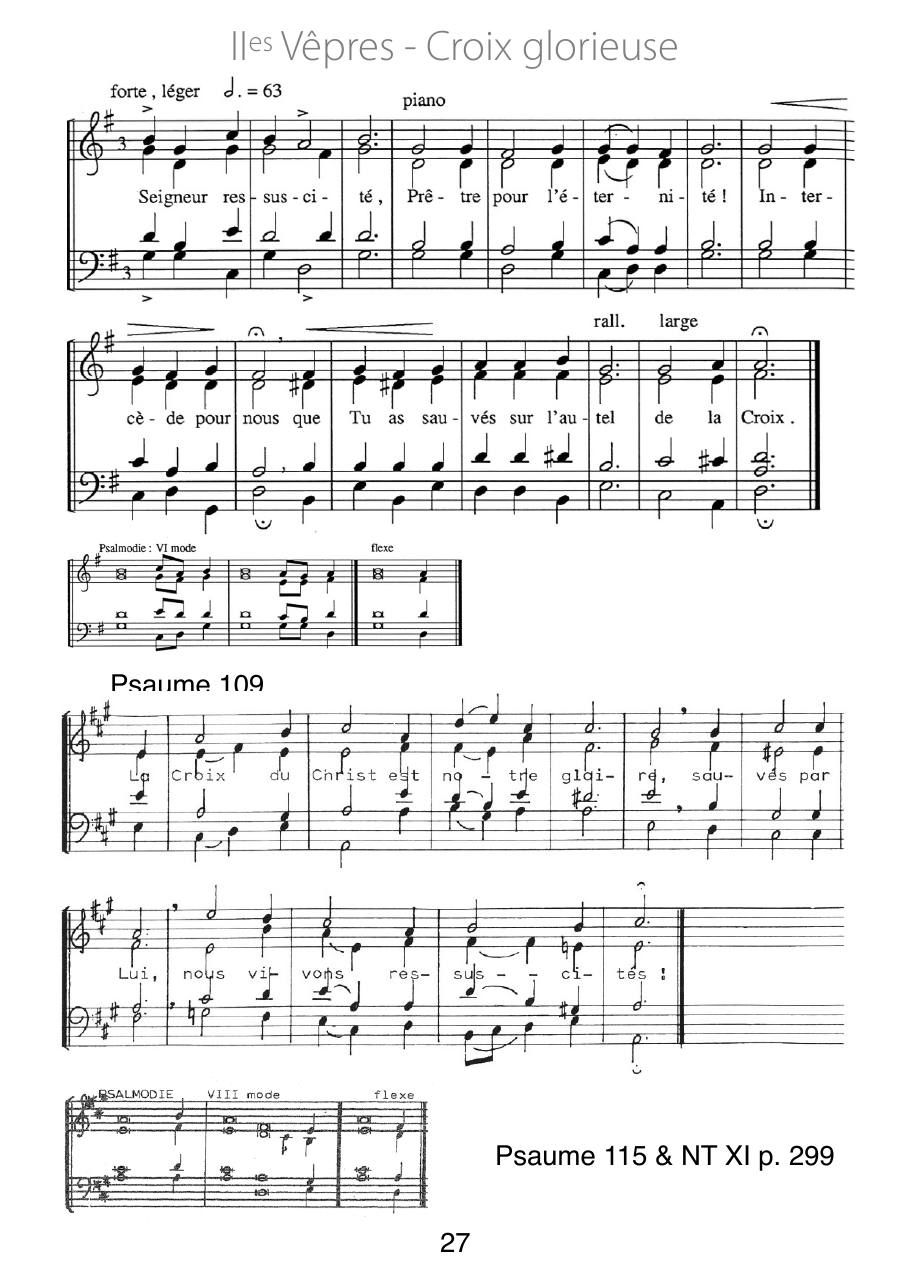 IIes Vêpres - Croix glorieuse
forte , léger = 63
piano
3
Seigneur res - sus - ci - té , Prê - tre pour l'é - ter - ni - té ! In - ter -
3
rall. large
cè - de pour nous que Tu as sau - vés sur l'au - tel de la Croix .
Psalmodie : VI mode flexe
Psaume 109
La Croix du Christ est no - tre gloi - re, sau - vés par
Lui, nous vi - vons res - sus - - ci - tés !
PSALMODIE VIII mode flexe
Psaume 115 & NT XI p. 299
27